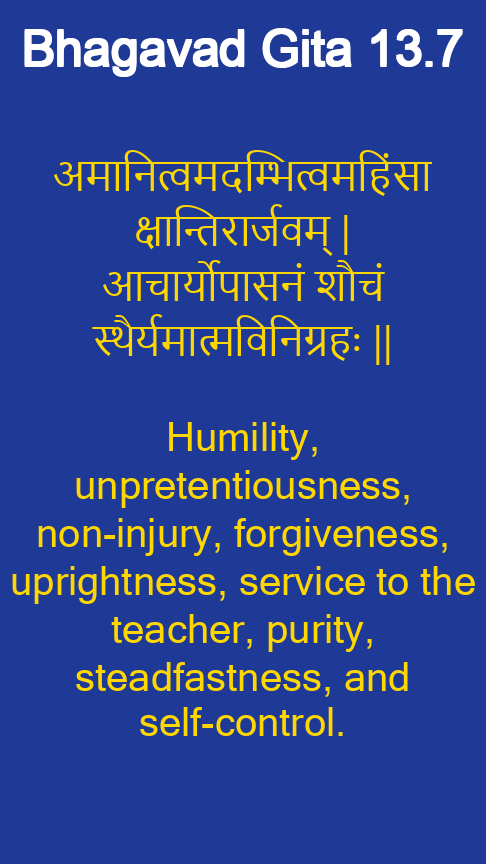 Bhagavad Gita 13.7
अमानित्वमदम्भित्वमहिंसा
क्षान्तिरार्जवम् |
आचार्योपासनं शौचं
स्थैर्यमात्मविनिग्रहः ||
Humility,
unpretentiousness,
non-injury, forgiveness,
uprightness, service to the
teacher, purity,
steadfastness, and
self-control.